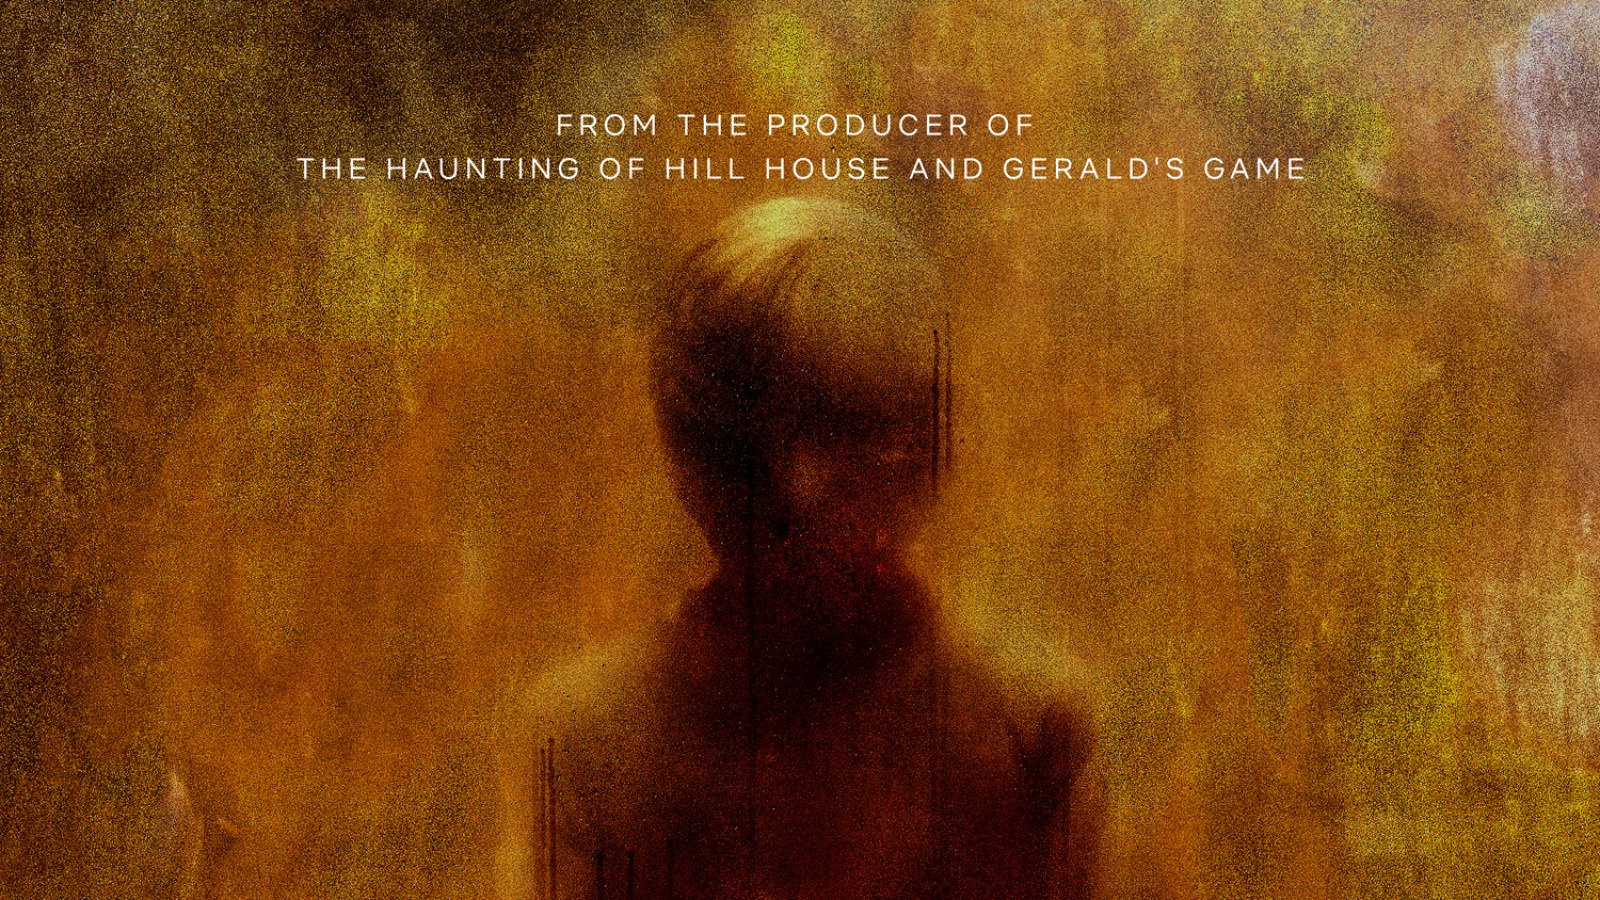 FROM THE PRODUCER OF
THE HAUNTING OF HILL HOUSE AND GERALD'S GAME